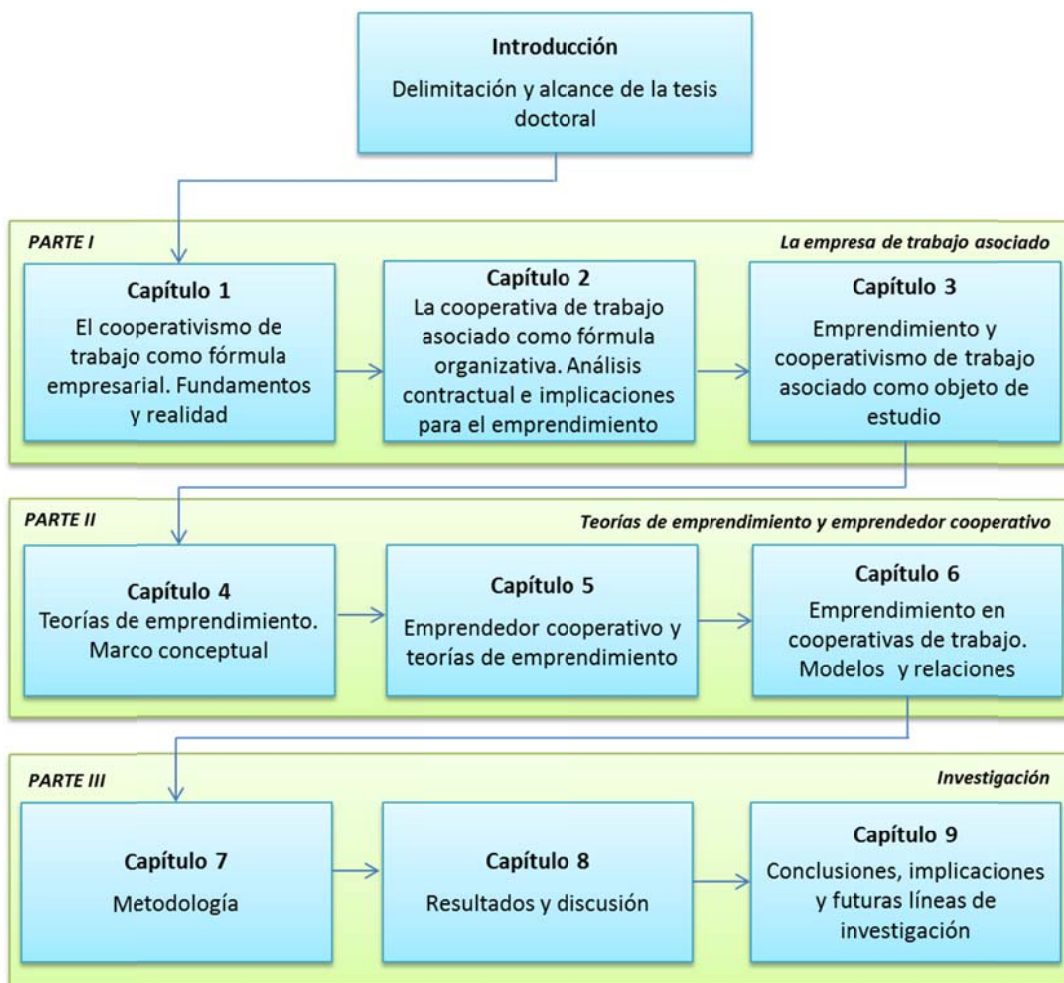 Introducción
Delimitación y alcance de la tesis
doctoral
PARTE I
La empresa de trabajo asociado
Capítulo 1
El cooperativismo de
trabajo como fórmula
empresarial. Fundamentos
y realidad
Capítulo 2
La cooperativa de trabajo
asociado como fórmula
organizativa. Análisis
contractual e implicaciones
para el emprendimiento
Capítulo 3
Emprendimiento y
cooperativismo de trabajo
asociado como objeto de
estudio
PARTE II
Teorías de emprendimiento y emprendedor cooperativo
Capítulo 4
Teorías de emprendimiento.
Marco conceptual
Capítulo 5
Emprendedor cooperativo y
teorías de emprendimiento
Capítulo 6
Emprendimiento en
cooperativas de trabajo.
Modelos y relaciones
PARTE III
Investigación
Capítulo 7
Metodología
Capítulo 8
Resultados y discusión
Capítulo 9
Conclusiones, implicaciones
y futuras líneas de
investigación